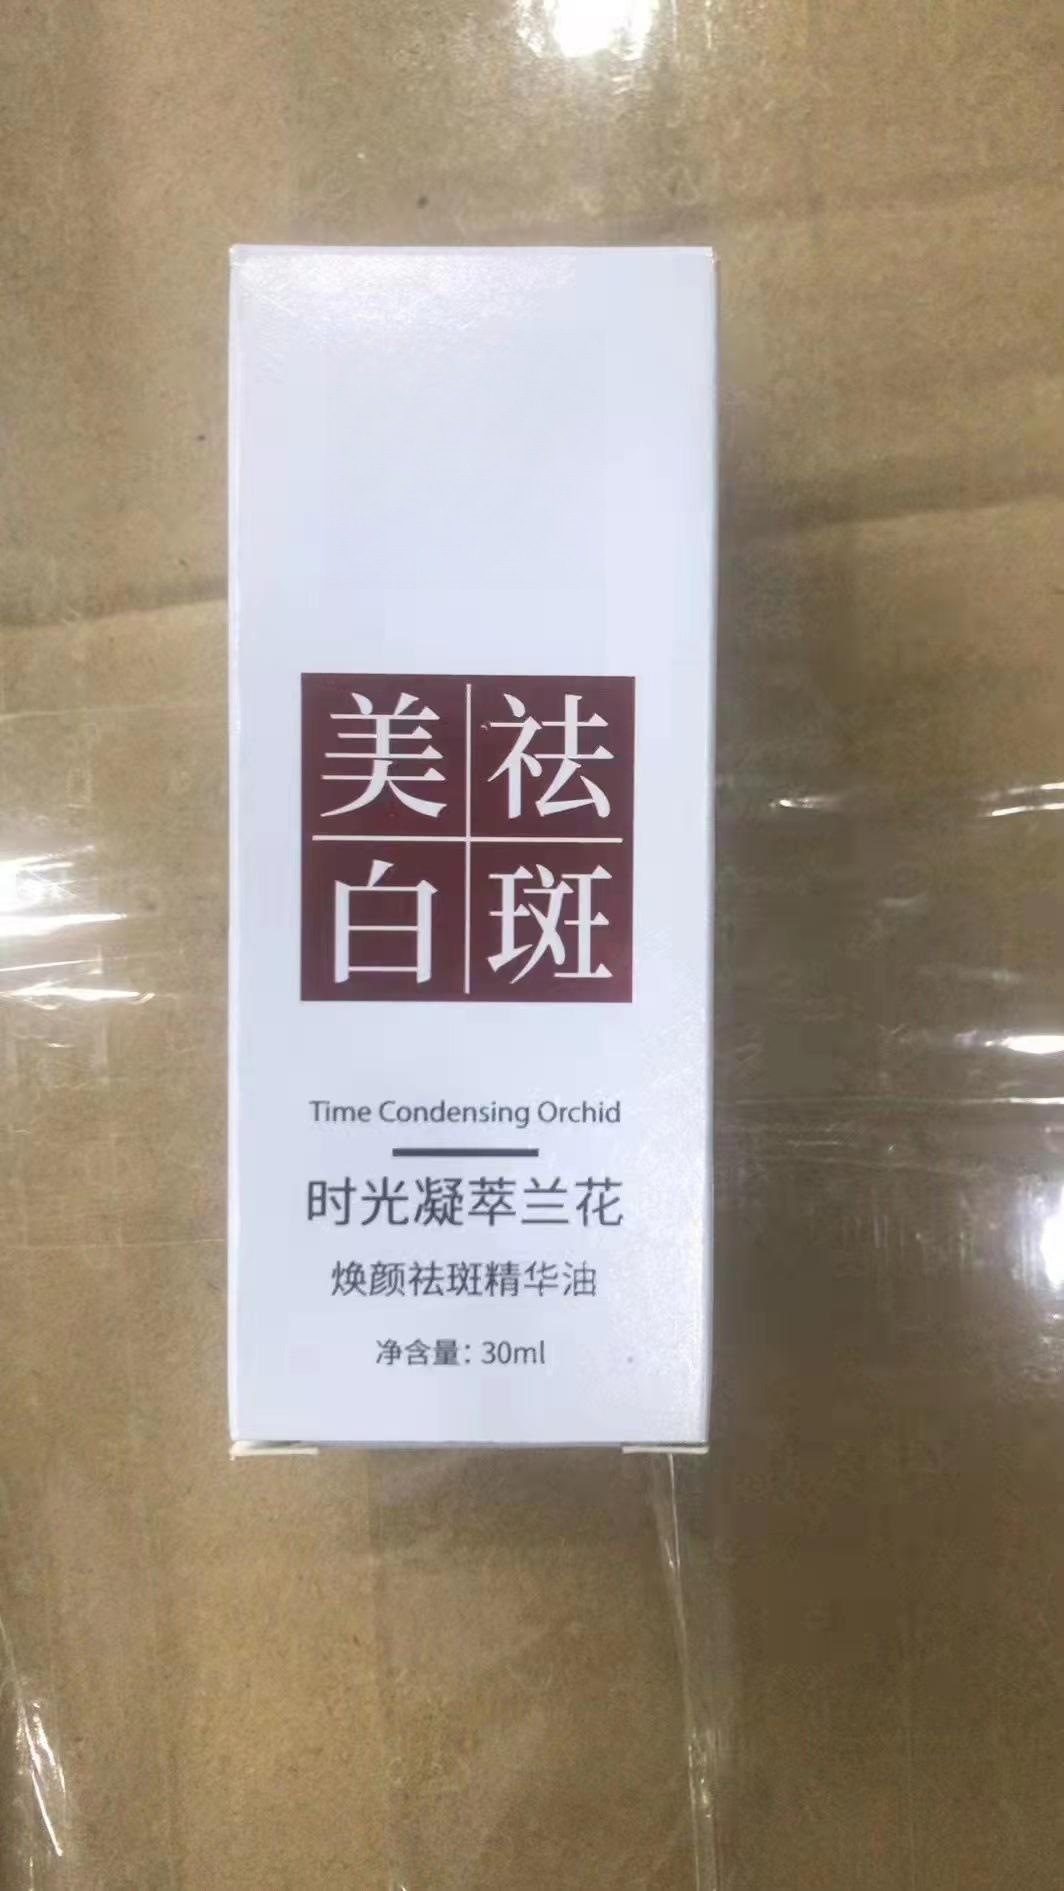 美祛
白斑
Time Condensing Orchid
时光凝萃兰花
焕颜祛斑精华油
净含量：30ml